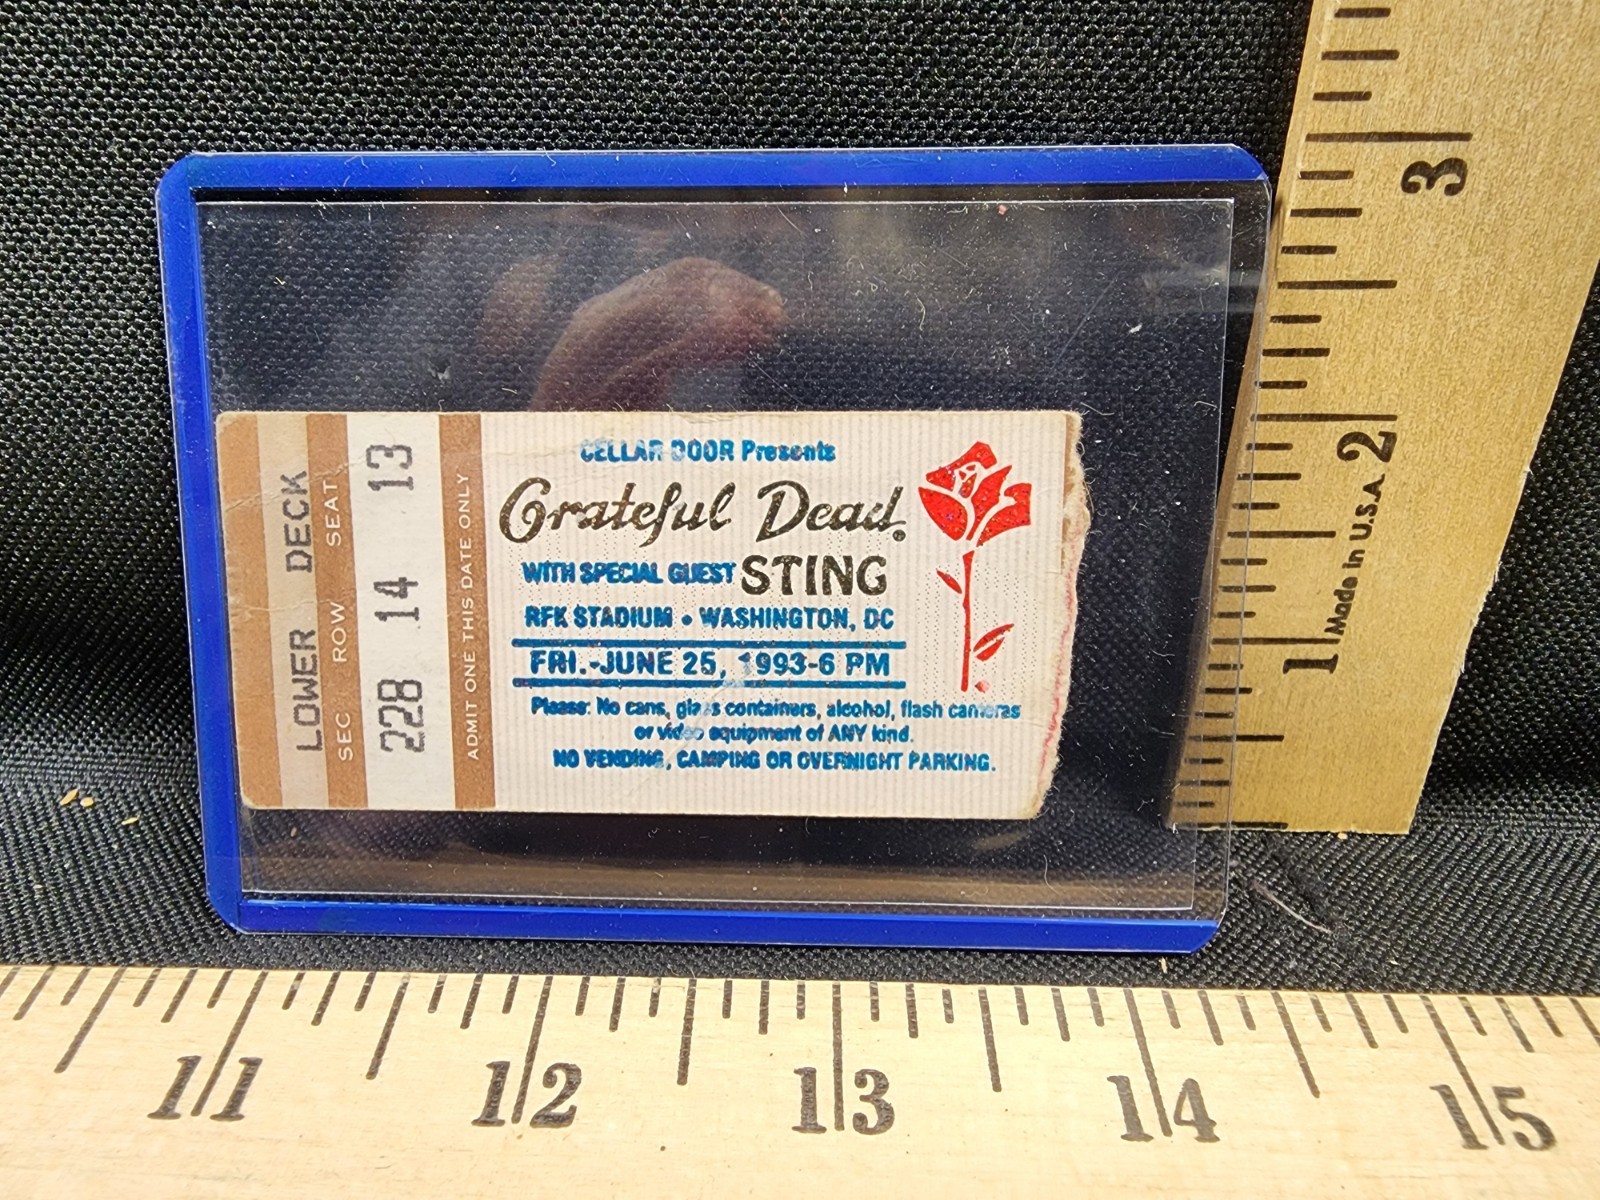 CELLAR DOOR Presents
Grateful Dead.
WITH SPECIAL GUEST STING
RFK STADIUM • WASHINGTON, DC
FRI.-JUNE 25, 1993-6 PM
Please: No cans, glass containers, alcohol, flash cameras
or video equipment of ANY kind.
NO VENDING, CAMPING OR OVERNIGHT PARKING.
LOWER DECK
SEC ROW SEAT
228 14 13
ADMIT ONE THIS DATE ONLY
3
2
1
Made in U.S.A.
11 12 13 14 15